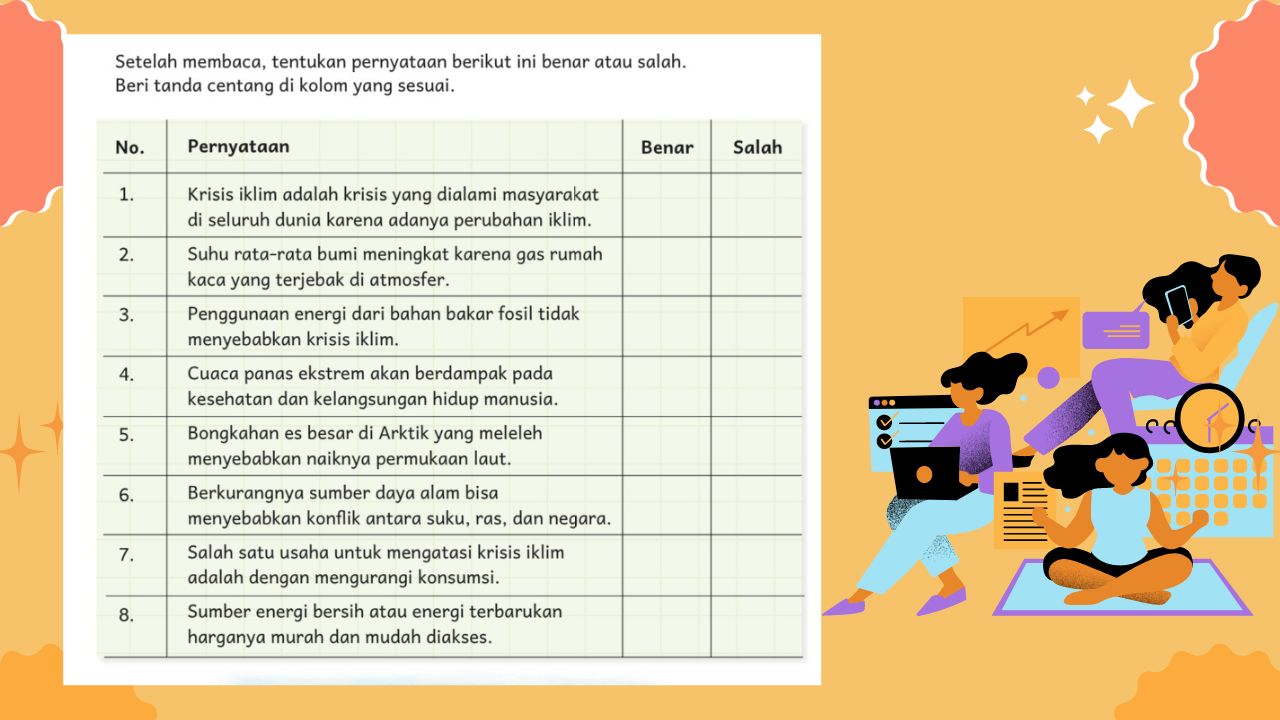 Setelah membaca, tentukan pernyataan berikut ini benar atau salah.
Beri tanda centang di kolom yang sesuai.
No. Pernyataan Benar Salah
1. Krisis iklim adalah krisis yang dialami masyarakat
di seluruh dunia karena adanya perubahan iklim.
2. Suhu rata-rata bumi meningkat karena gas rumah
kaca yang terjebak di atmosfer.
3. Penggunaan energi dari bahan bakar fosil tidak
menyebabkan krisis iklim.
4. Cuaca panas ekstrem akan berdampak pada
kesehatan dan kelangsungan hidup manusia.
5. Bongkahan es besar di Arktik yang meleleh
menyebabkan naiknya permukaan laut.
6. Berkurangnya sumber daya alam bisa
menyebabkan konflik antara suku, ras, dan negara.
7. Salah satu usaha untuk mengatasi krisis iklim
adalah dengan mengurangi konsumsi.
8. Sumber energi bersih atau energi terbarukan
harganya murah dan mudah diakses.